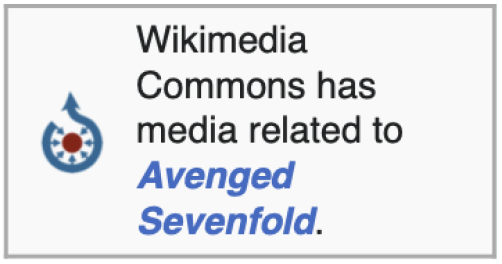 Wikimedia
Commons has
media related to
Avenged
Sevenfold.